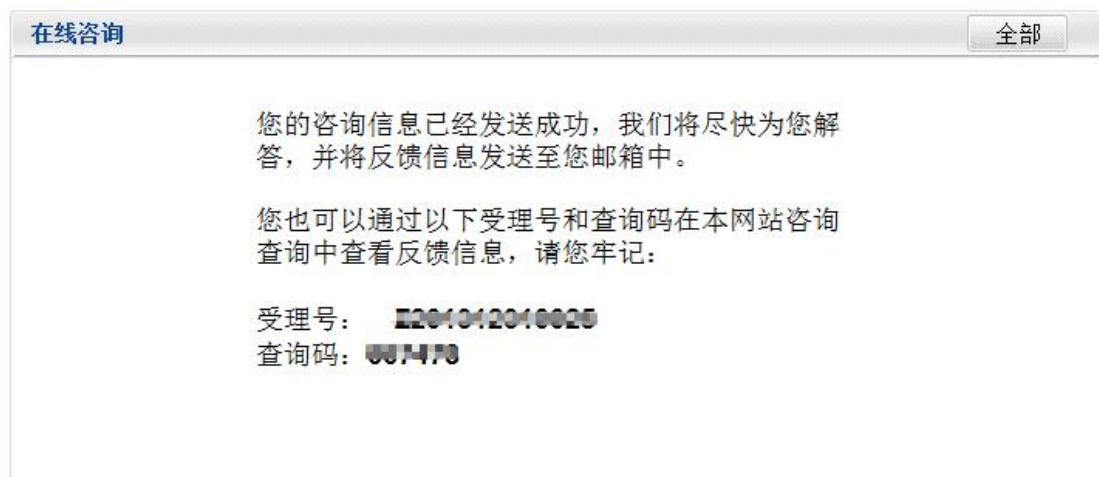 在线咨询
全部
您的咨询信息已经发送成功，我们将尽快为您解
答，并将反馈信息发送至您邮箱中。
您也可以通过以下受理号和查询码在本网站咨询
查询中查看反馈信息，请您牢记：
受理号：
查询码：